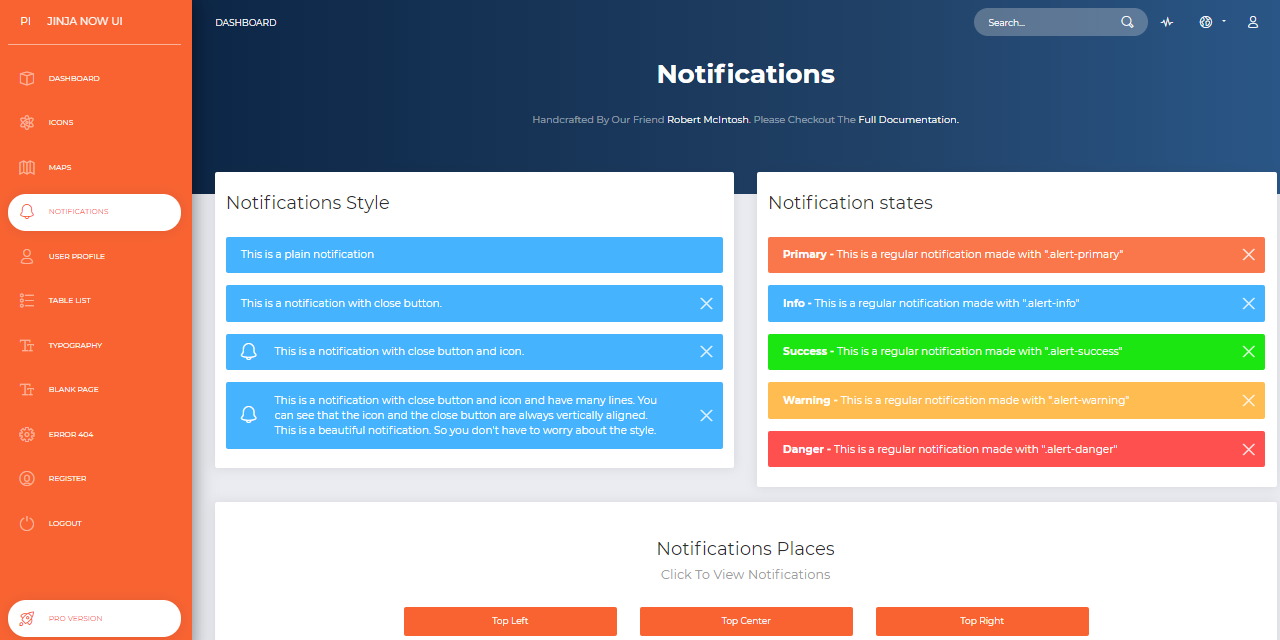 PI JINJA NOW UI
DASHBOARD
ICONS
MAPS
NOTIFICATIONS
USER PROFILE
TABLE LIST
TYPOGRAPHY
BLANK PAGE
ERROR 404
REGISTER
LOGOUT
PRO VERSION
DASHBOARD
Search...
Notifications
Handcrafted By Our Friend Robert McIntosh. Please Checkout The Full Documentation.
Notifications Style
This is a plain notification
This is a notification with close button.
This is a notification with close button and icon.
This is a notification with close button and icon and have many lines. You
can see that the icon and the close button are always vertically aligned.
This is a beautiful notification. So you don't have to worry about the style.
Notification states
Primary - This is a regular notification made with ".alert-primary"
Info - This is a regular notification made with ".alert-info"
Success - This is a regular notification made with ".alert-success"
Warning - This is a regular notification made with ".alert-warning"
Danger - This is a regular notification made with ".alert-danger"
Notifications Places
Click To View Notifications
Top Left
Top Center
Top Right